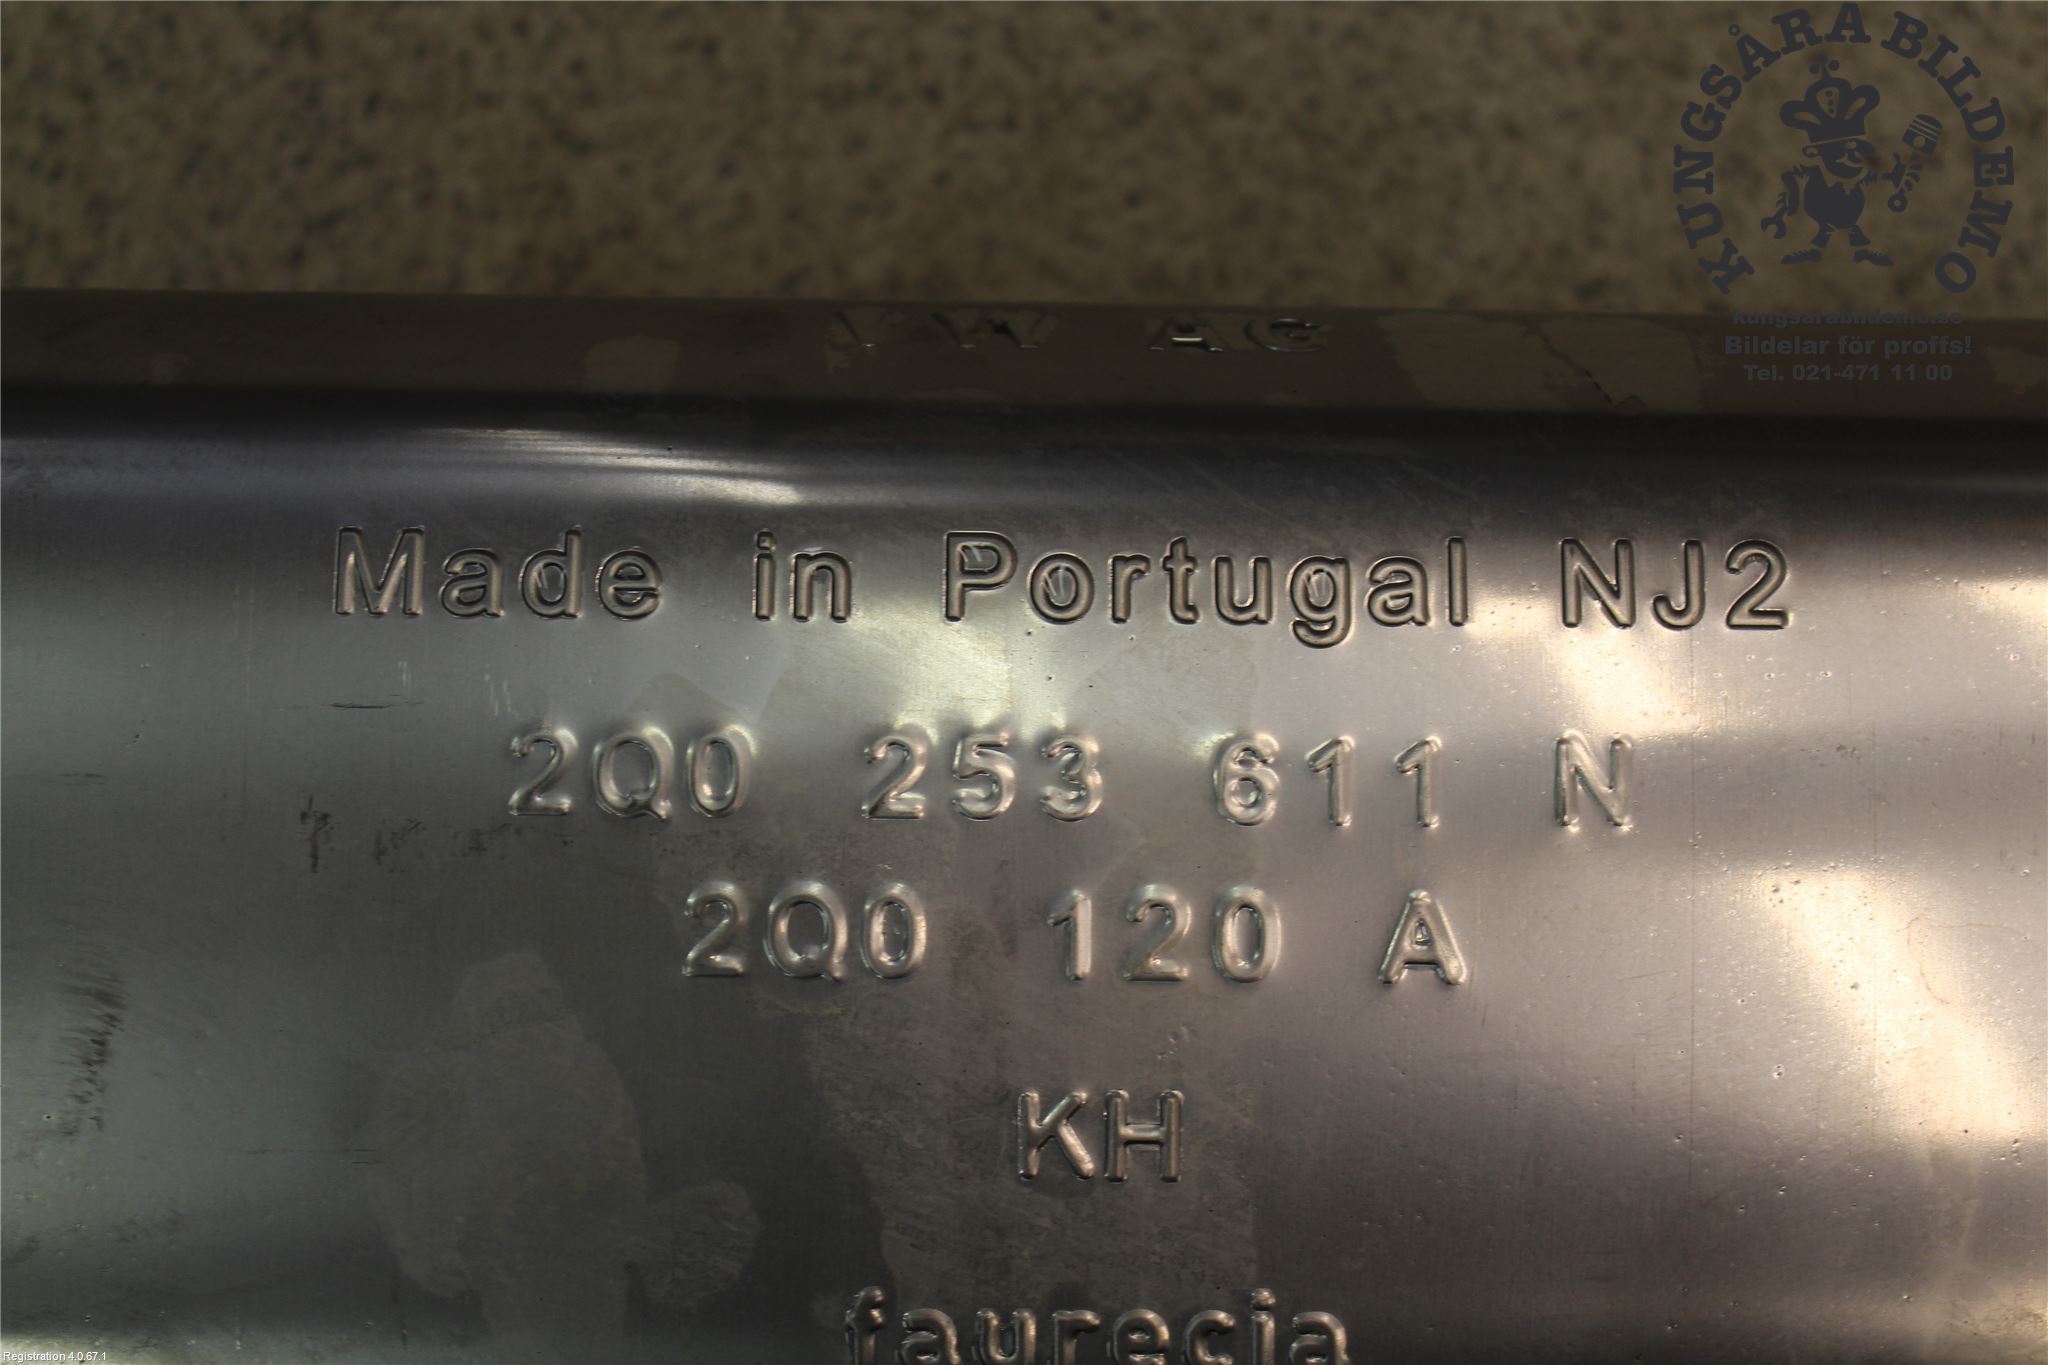 KUNGSÅRA BILDEMO
kungsarabildemo.se
Bildelar för proffs!
Tel. 021-471 11 00
VW AG
Made in Portugal NJ2
2Q0 253 611 N
2Q0 120 A
KH
faurecia
Registration 4.0.67.1